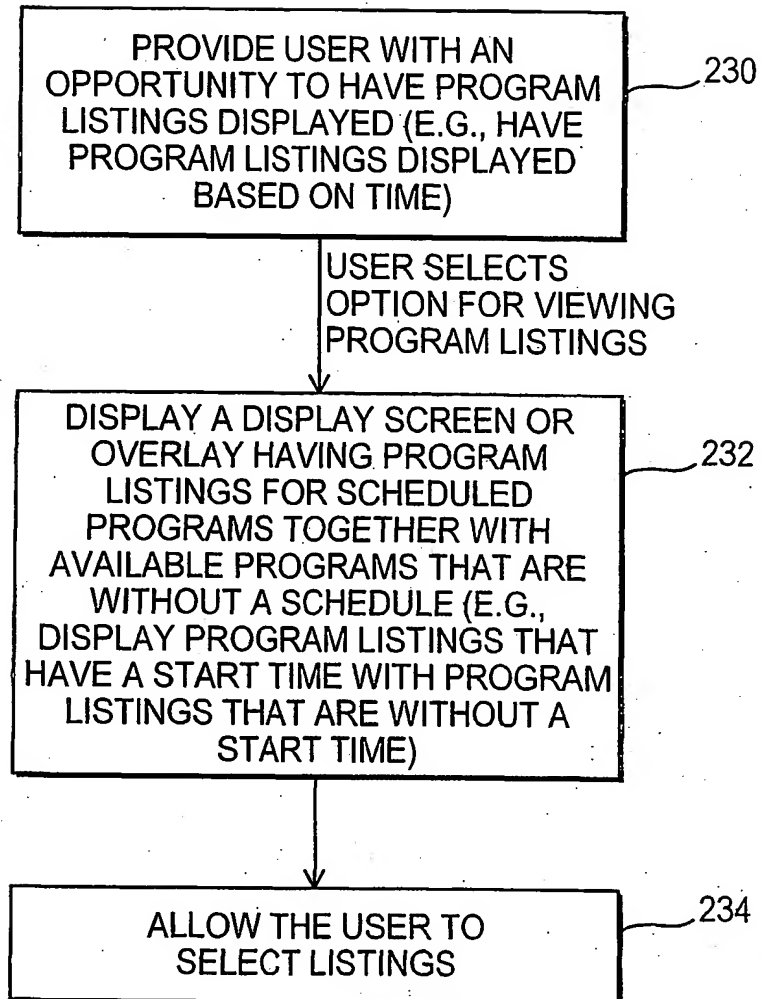 PROVIDE USER WITH AN
OPPORTUNITY TO HAVE PROGRAM
LISTINGS DISPLAYED (E.G., HAVE
PROGRAM LISTINGS DISPLAYED
BASED ON TIME)
230
USER SELECTS
OPTION FOR VIEWING
PROGRAM LISTINGS
DISPLAY A DISPLAY SCREEN OR
OVERLAY HAVING PROGRAM
LISTINGS FOR SCHEDULED
PROGRAMS TOGETHER WITH
AVAILABLE PROGRAMS THAT ARE
WITHOUT A SCHEDULE (E.G.,
DISPLAY PROGRAM LISTINGS THAT
HAVE A START TIME WITH PROGRAM
LISTINGS THAT ARE WITHOUT A
START TIME)
232
ALLOW THE USER TO
SELECT LISTINGS
234